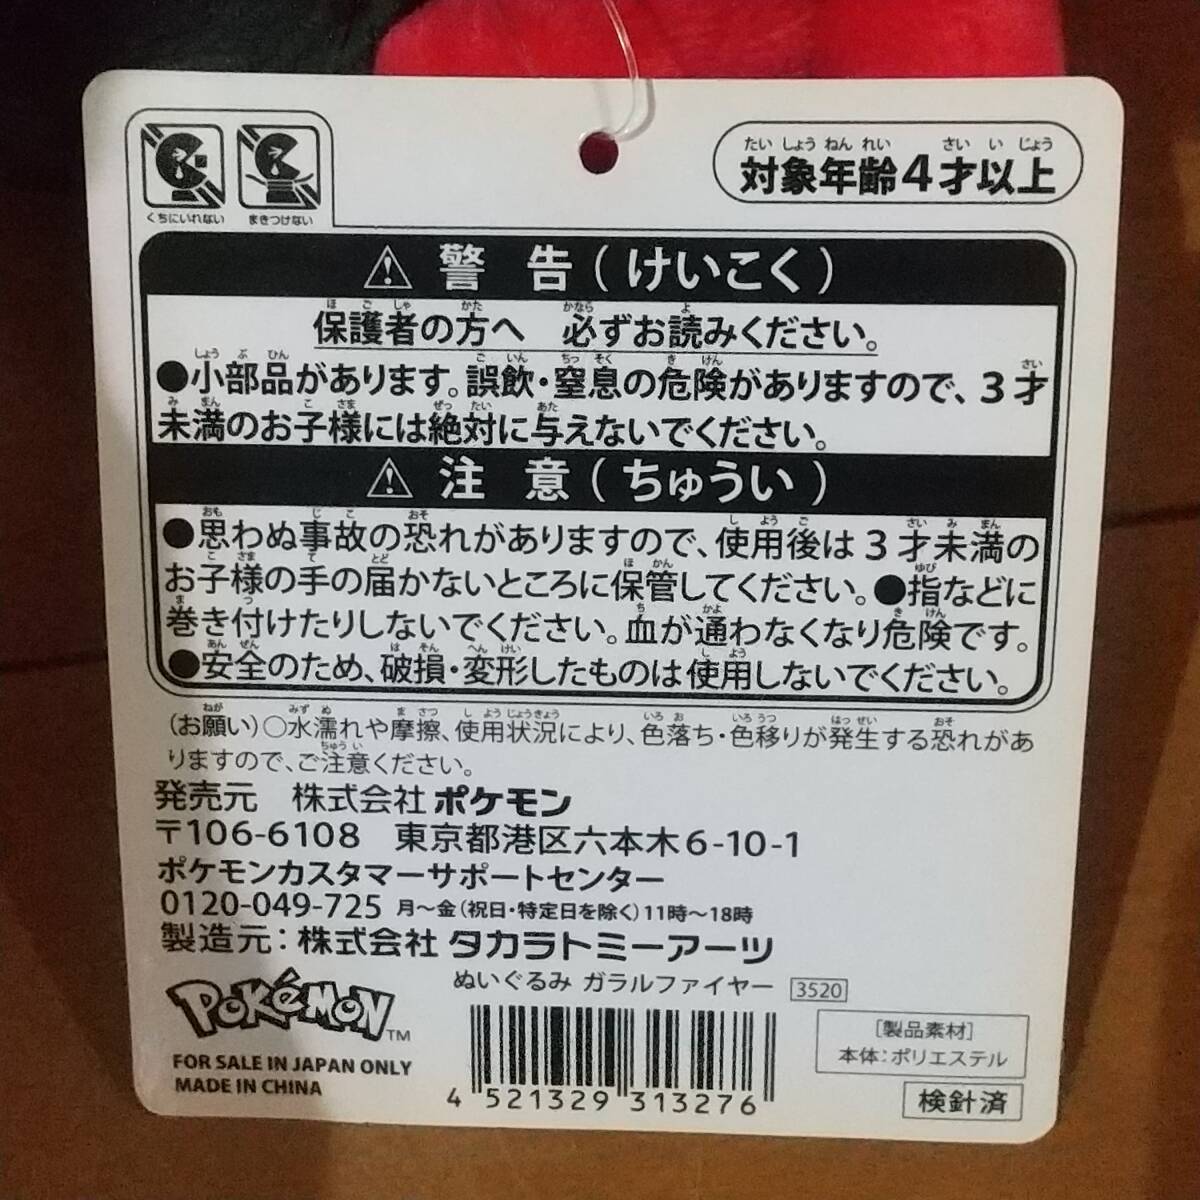 くちにいれない まきつけない
たいしょうねんれい さいいじょう
対象年齢4才以上
⚠ 警 告 ( けいこく )
ほごしゃ かた かなら よ
保護者の方へ 必ずお読みください。
しょうぶひん ごいん ちっそく きけん さい
●小部品があります。誤飲・窒息の危険がありますので、3才
みまん こさま ぜったい あた
未満のお子様には絶対に与えないでください。
⚠ 注 意 ( ちゅうい )
おも じこ おそ しようご さいみまん
●思わぬ事故の恐れがありますので、使用後は3才未満の
こさま て とど ほかん ゆび
お子様の手の届かないところに保管してください。●指などに
ま つ ち かよ きけん
巻き付けたりしないでください。血が通わなくなり危険です。
あんぜん はそん へんけい しよう
●安全のため、破損・変形したものは使用しないでください。
ねが みずぬ まさつ しようじょうきょう いろお いろうつ はっせい おそ
(お願い)○水濡れや摩擦、使用状況により、色落ち・色移りが発生する恐れがあ
ちゅうい
りますので、ご注意ください。
発売元 株式会社 ポケモン
〒106-6108 東京都港区六本木6-10-1
ポケモンカスタマーサポートセンター
0120-049-725 月～金(祝日・特定日を除く)11時～18時
製造元：株式会社 タカラトミーアーツ
ぬいぐるみ ガラルファイヤー 3520
POKéMON™
FOR SALE IN JAPAN ONLY
MADE IN CHINA
4 521329 313276
[製品素材]
本体：ポリエステル
検針済